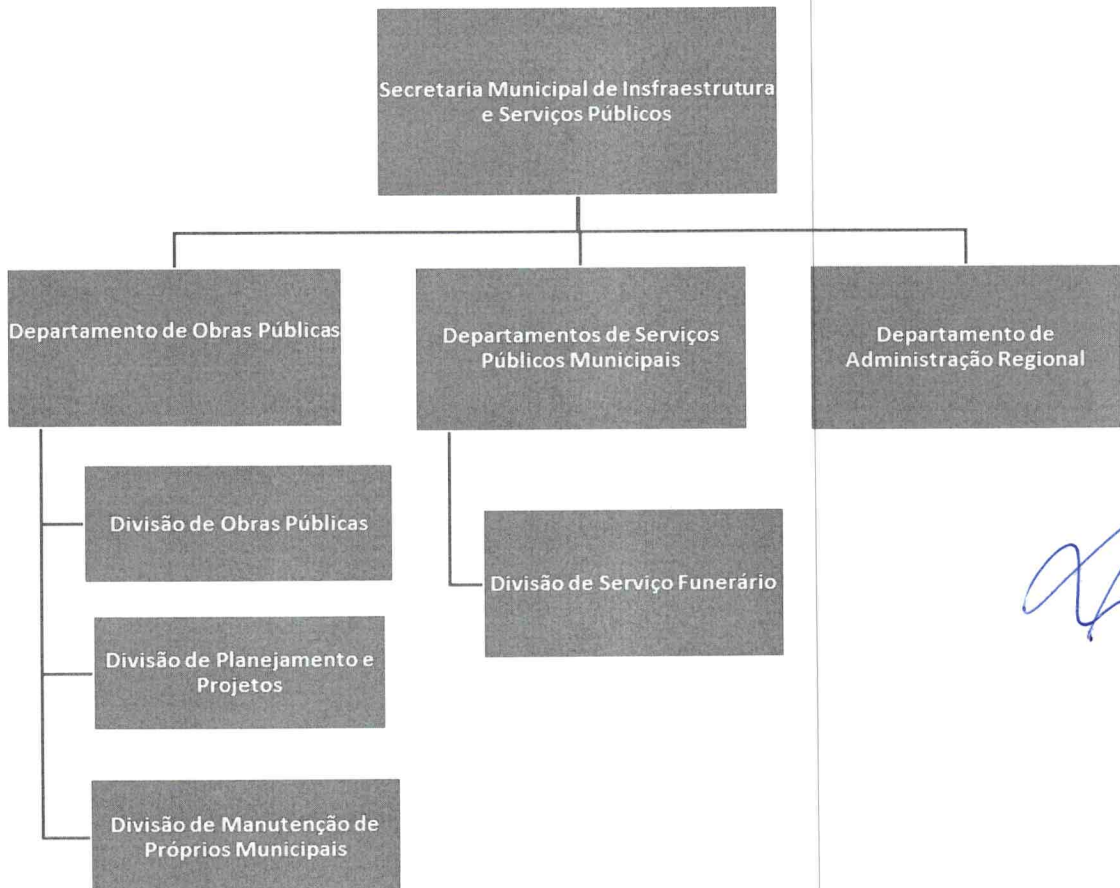 Secretaria Municipal de Insfraestrutura
e Serviços Públicos
Departamento de Obras Públicas
Departamentos de Serviços
Públicos Municipais
Departamento de
Administração Regional
Divisão de Obras Públicas
Divisão de Planejamento e
Projetos
Divisão de Manutenção de
Próprios Municipais
Divisão de Serviço Funerário